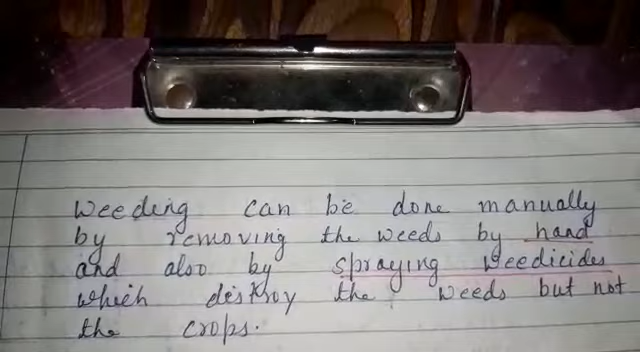 Weeding can be done manually
by removing the weeds by hand
and also by spraying weedicides
which destroy the weeds but not
the crops.